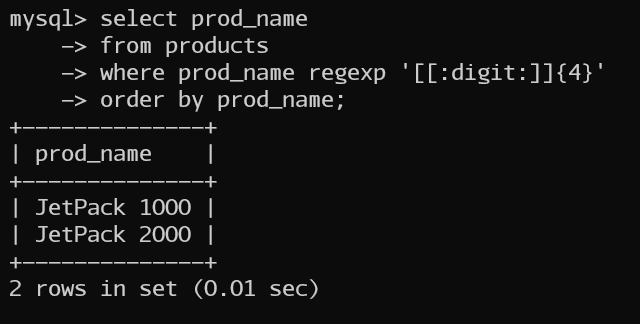 mysql> select prod_name
    -> from products
    -> where prod_name regexp '[[:digit:]]{4}'
    -> order by prod_name;
+--------------+
| prod_name    |
+--------------+
| JetPack 1000 |
| JetPack 2000 |
+--------------+
2 rows in set (0.01 sec)